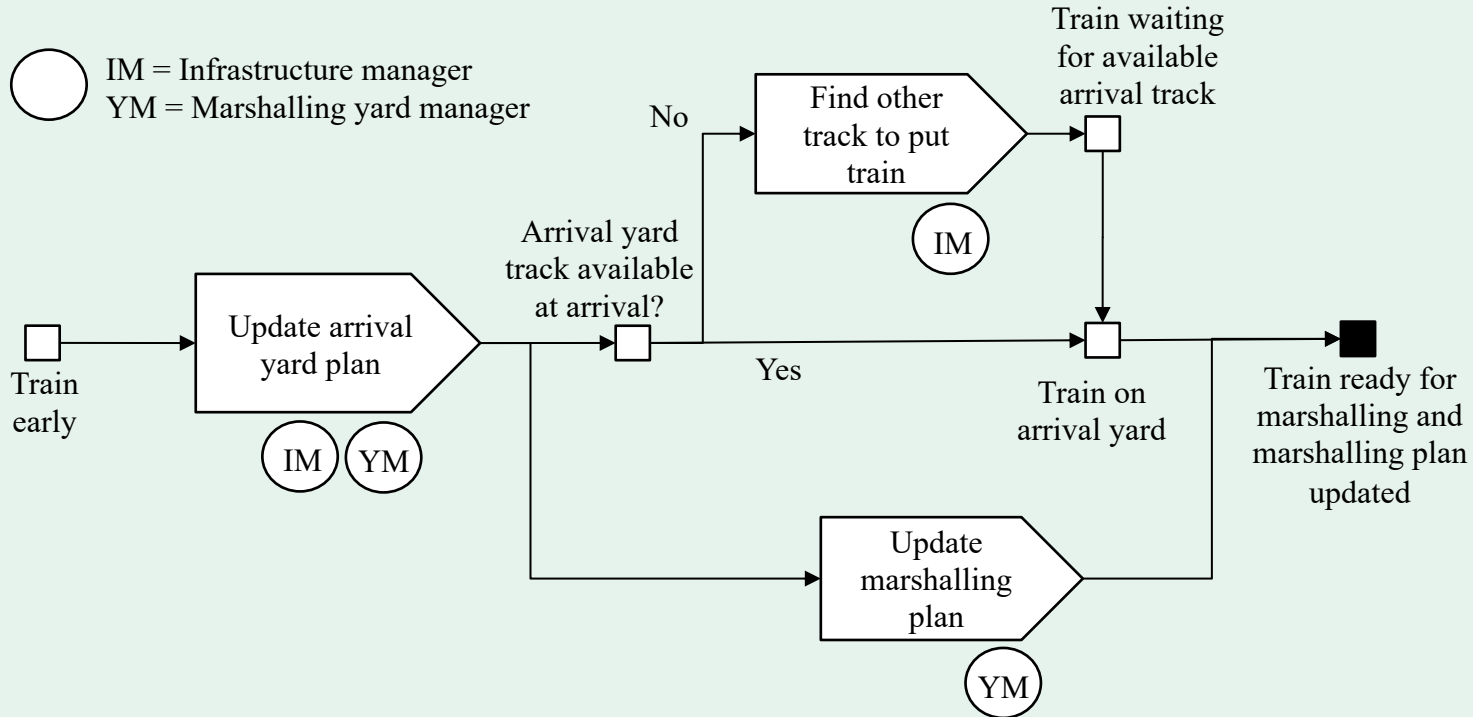 IM = Infrastructure manager
YM = Marshalling yard manager
Train waiting
for available
arrival track
Find other
track to put
train
No
IM
Arrival yard
track available
at arrival?
Update arrival
yard plan
Train
early
Yes
Train on
arrival yard
Train ready for
marshalling and
marshalling plan
updated
IM
YM
Update
marshalling
plan
YM